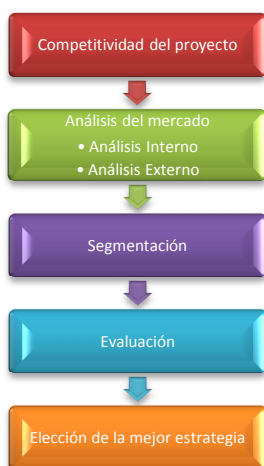 Competitividad del proyecto
Análisis del mercado
• Análisis Interno
• Análisis Externo
Segmentación
Evaluación
Elección de la mejor estrategia